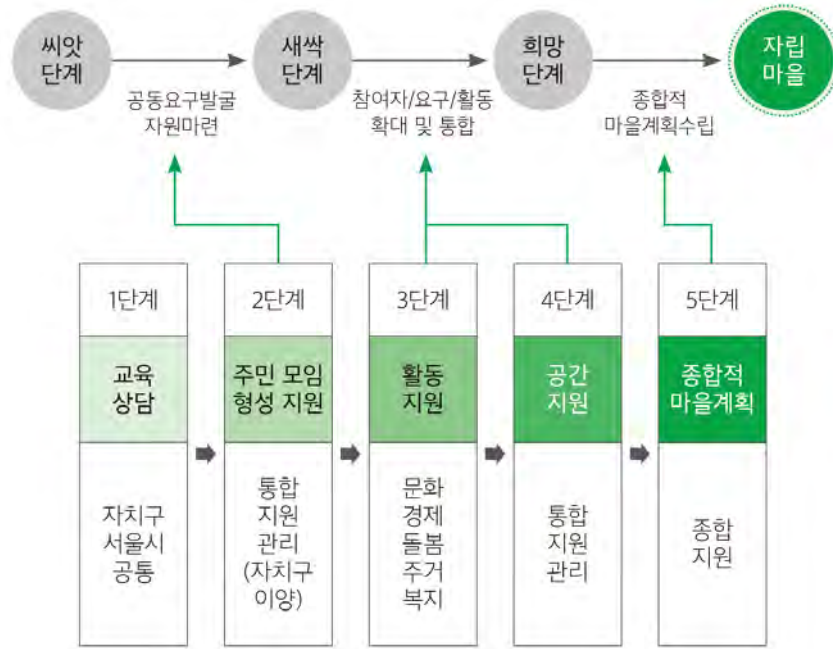 씨앗
단계
새싹
단계
희망
단계
자립
마을
공동요구발굴
자원마련
참여자/요구/활동
확대 및 통합
종합적
마을계획수립
1단계
교육
상담
자치구
서울시
공통
2단계
주민 모임
형성 지원
통합
지원
관리
(자치구
이양)
3단계
활동
지원
문화
경제
돌봄
주거
복지
4단계
공간
지원
통합
지원
관리
5단계
종합적
마을계획
종합
지원